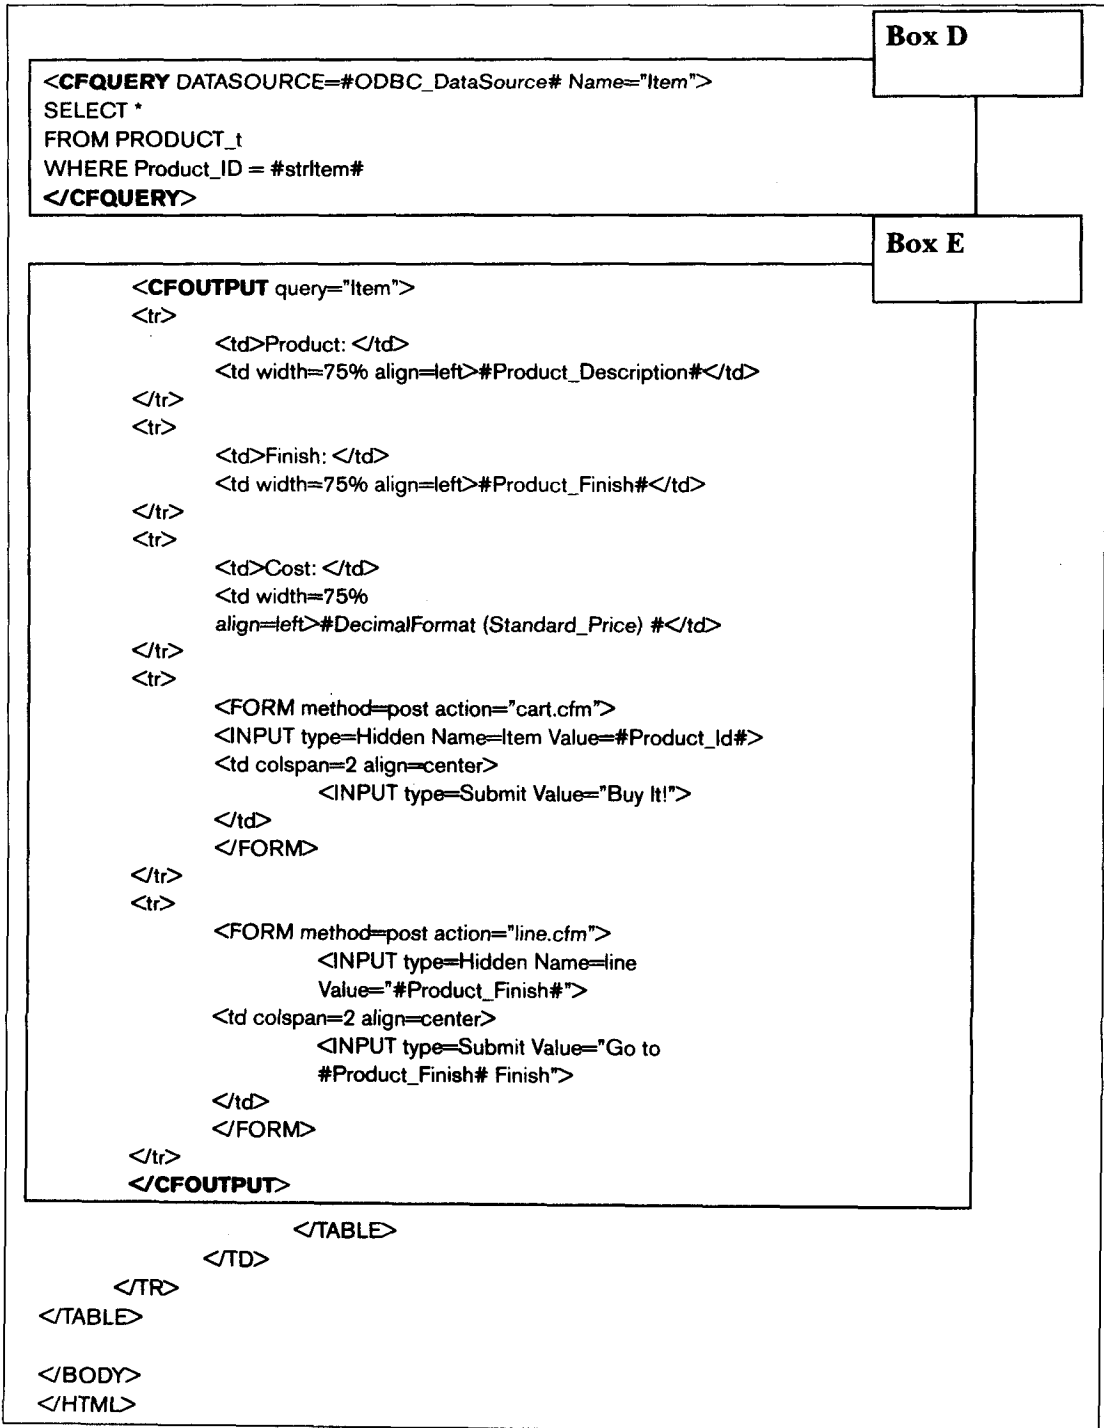 Box D
<CFQUERY DATASOURCE=#ODBC_DataSource# Name="Item">
SELECT *
FROM PRODUCT_t
WHERE Product_ID = #strItem#
</CFQUERY>
Box E
<CFOUTPUT query="Item">
<tr>
<td>Product: </td>
<td width=75% align=left>#Product_Description#</td>
</tr>
<tr>
<td>Finish: </td>
<td width=75% align=left>#Product_Finish#</td>
</tr>
<tr>
<td>Cost: </td>
<td width=75%
align=left>#DecimalFormat (Standard_Price) #</td>
</tr>
<tr>
<FORM method=post action="cart.cfm">
<INPUT type=Hidden Name=Item Value=#Product_Id#>
<td colspan=2 align=center>
<INPUT type=Submit Value="Buy It!">
</td>
</FORM>
</tr>
<tr>
<FORM method=post action="line.cfm">
<INPUT type=Hidden Name=line
Value="#Product_Finish#">
<td colspan=2 align=center>
<INPUT type=Submit Value="Go to
#Product_Finish# Finish">
</td>
</FORM>
</tr>
</CFOUTPUT>
</TABLE>
</TD>
</TR>
</TABLE>
</BODY>
</HTML>